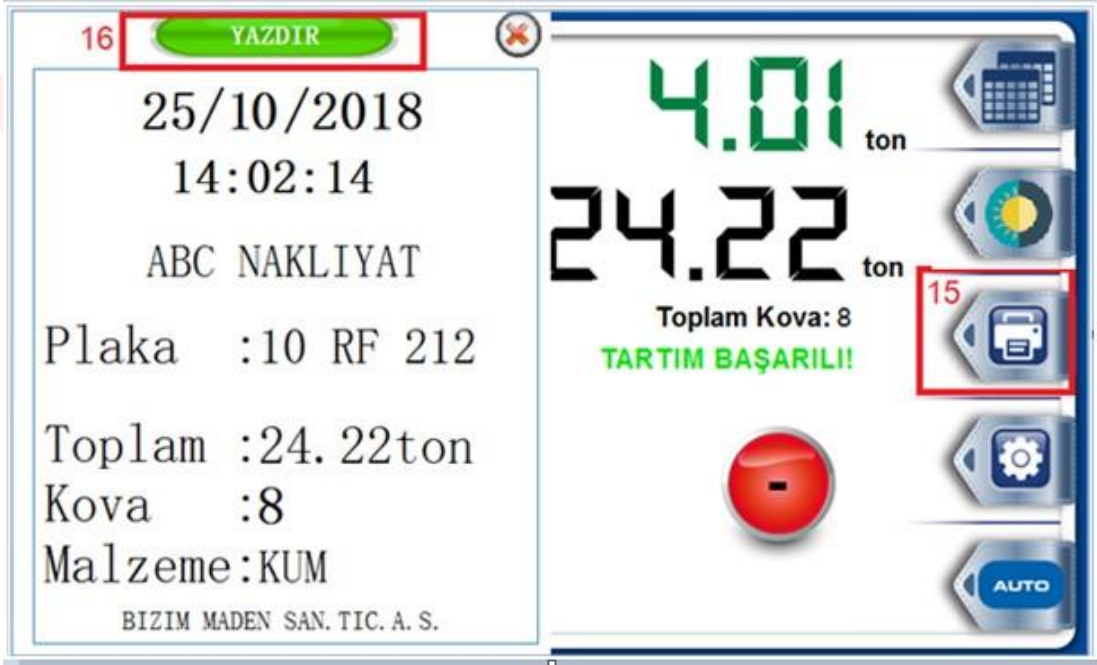 16
YAZDIR
25/10/2018
14:02:14
ABC NAKLIYAT
Plaka :10 RF 212
Toplam :24.22ton
Kova :8
Malzeme:KUM
BIZIM MADEN SAN.TIC.A.S.
4.01 ton
24.22 ton
Toplam Kova: 8
TARTIM BAŞARILI!
-
15
AUTO